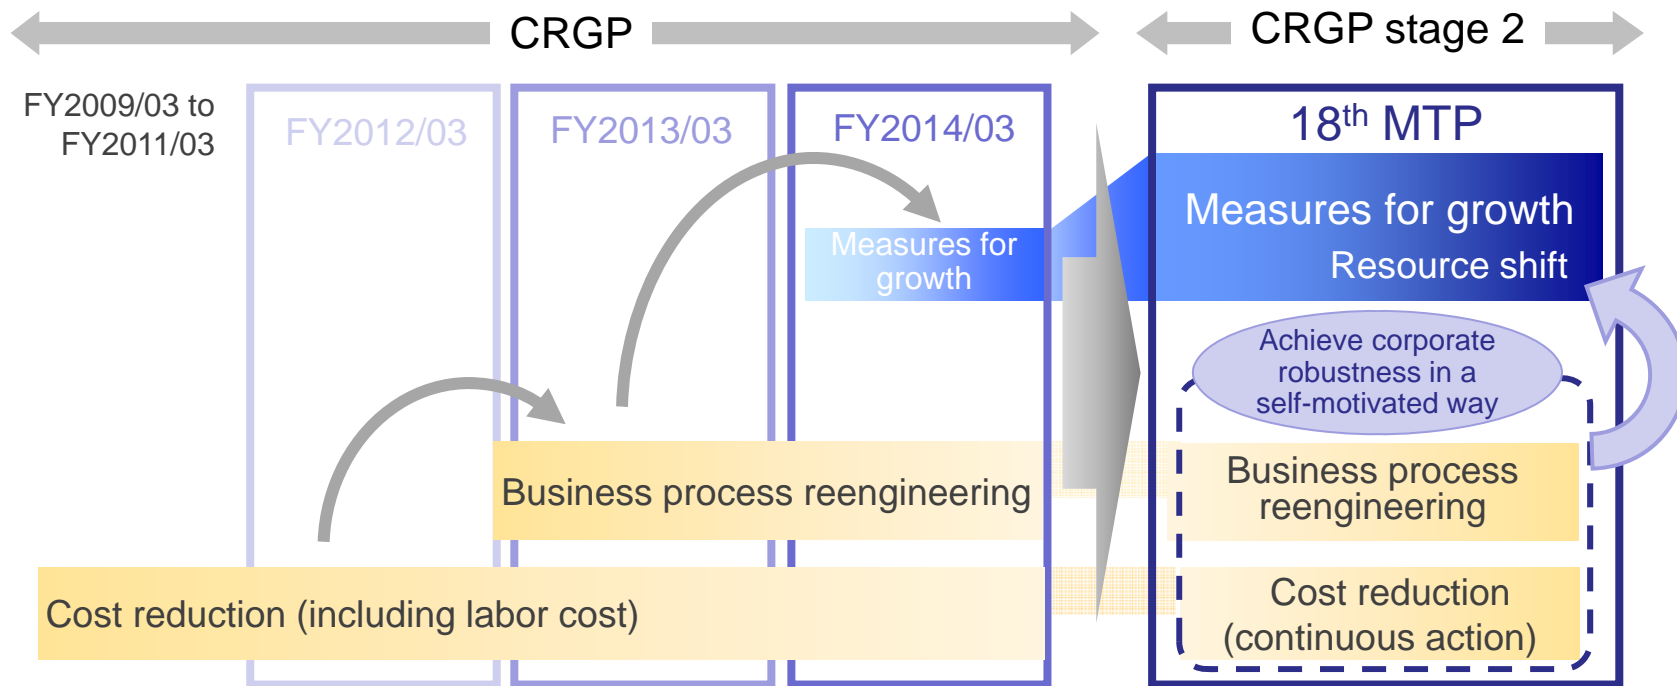 CRGP
CRGP stage 2
FY2009/03 to
FY2011/03
FY2012/03
FY2013/03
FY2014/03
18th MTP
Measures for
growth
Measures for growth
Resource shift
Achieve corporate
robustness in a
self-motivated way
Business process reengineering
Business process
reengineering
Cost reduction (including labor cost)
Cost reduction
(continuous action)